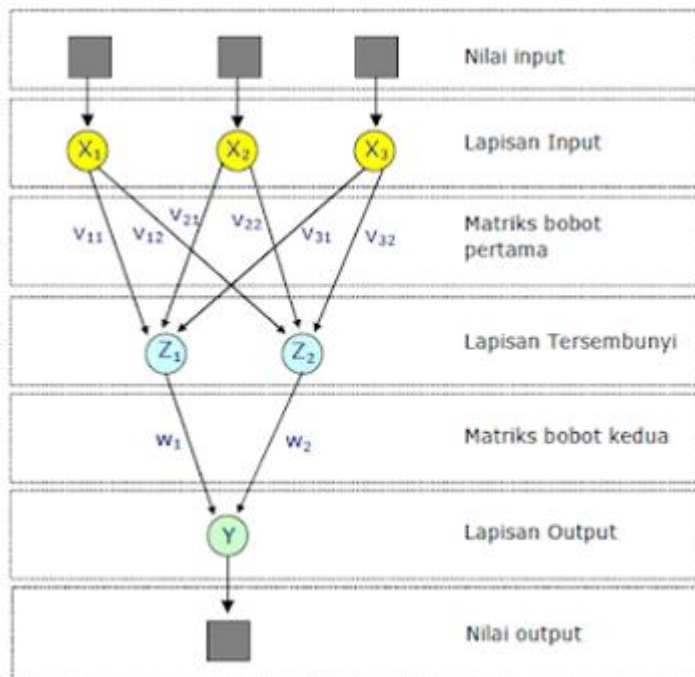 Nilai input
X₁ X₂ X₃
Lapisan Input
V₁₁ V₁₂ V₂₁ V₂₂ V₃₁ V₃₂
Matriks bobot
pertama
Z₁ Z₂
Lapisan Tersembunyi
w₁ w₂
Matriks bobot kedua
Y
Lapisan Output
Nilai output